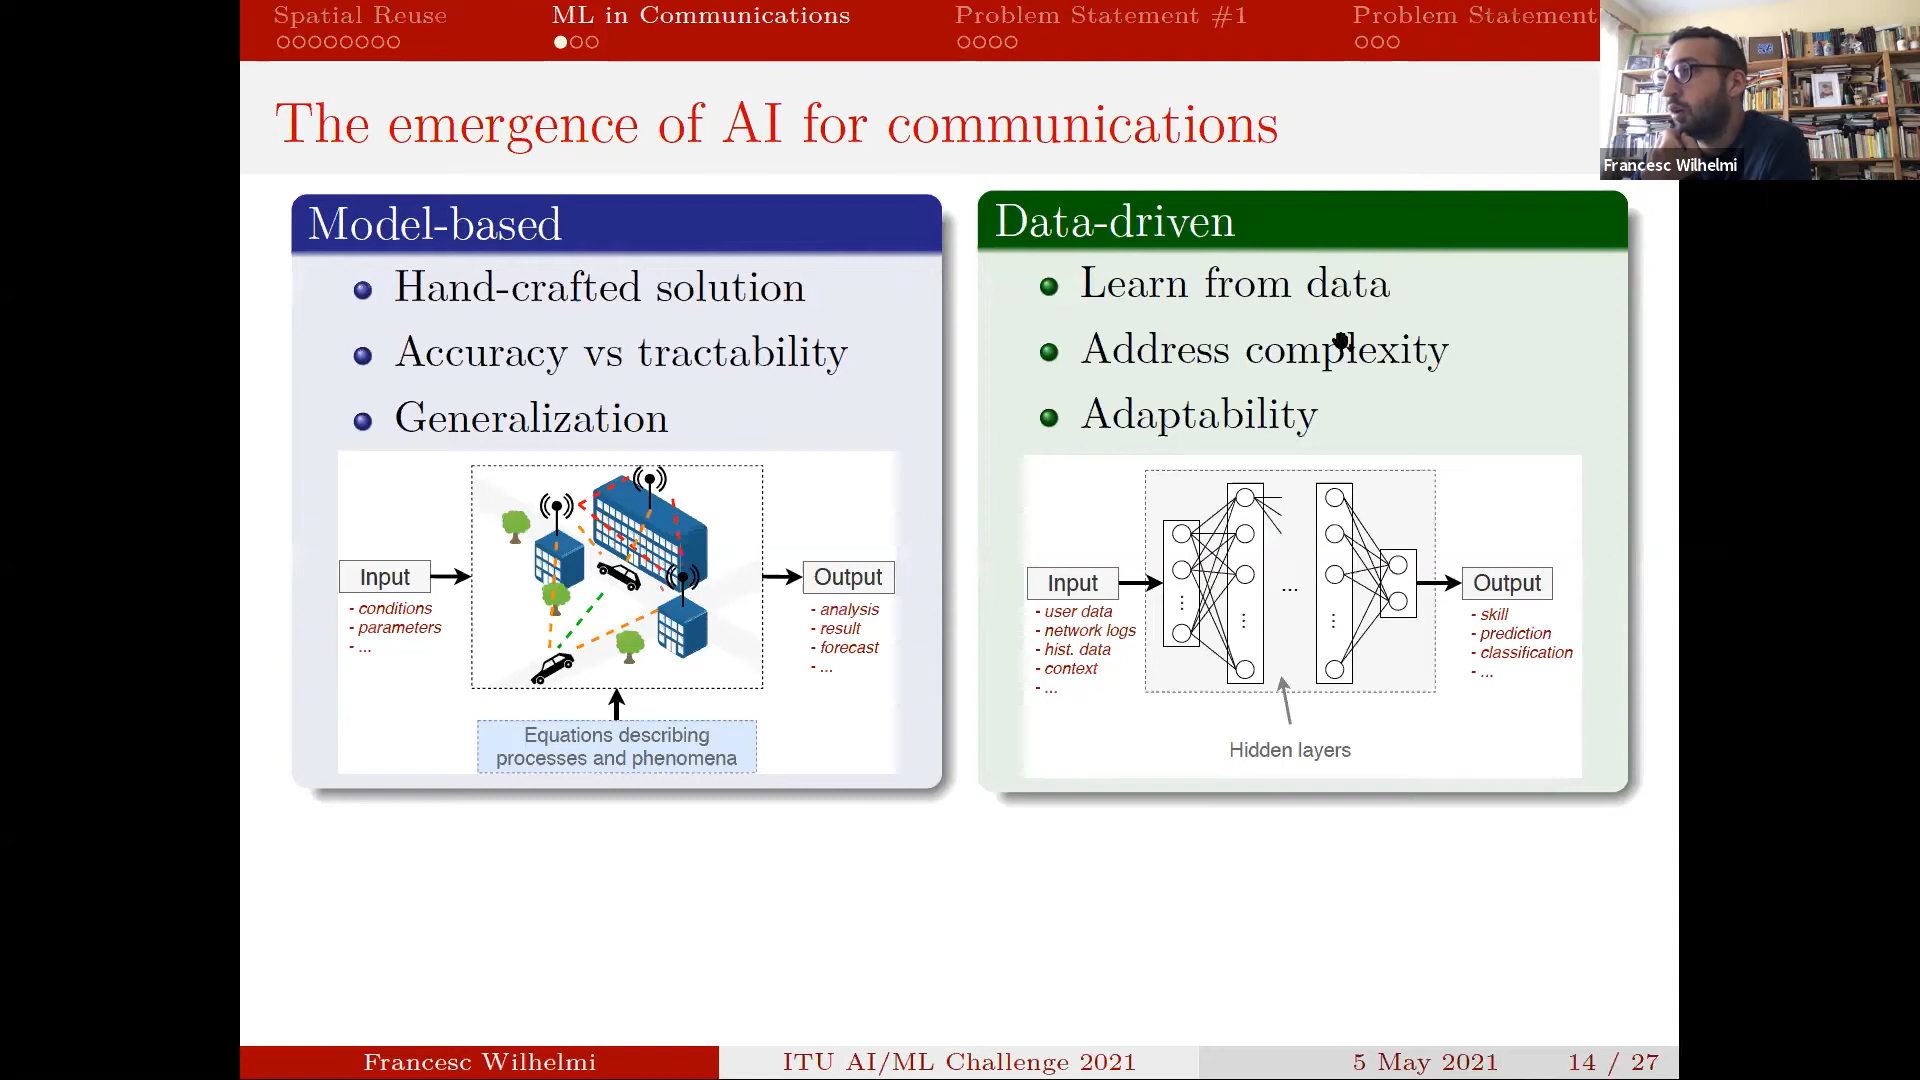 Spatial Reuse
ML in Communications
Problem Statement #1
Problem Statement
The emergence of AI for communications
Francesc Wilhelmi
Model-based
Hand-crafted solution
Accuracy vs tractability
Generalization
Input
- conditions
- parameters
- ...
Output
- analysis
- result
- forecast
- ...
Equations describing
processes and phenomena
Data-driven
Learn from data
Address complexity
Adaptability
Input
- user data
- network logs
- hist. data
- context
- ...
...
Output
- skill
- prediction
- classification
- ...
Hidden layers
Francesc Wilhelmi
ITU AI/ML Challenge 2021
5 May 2021
14 / 27